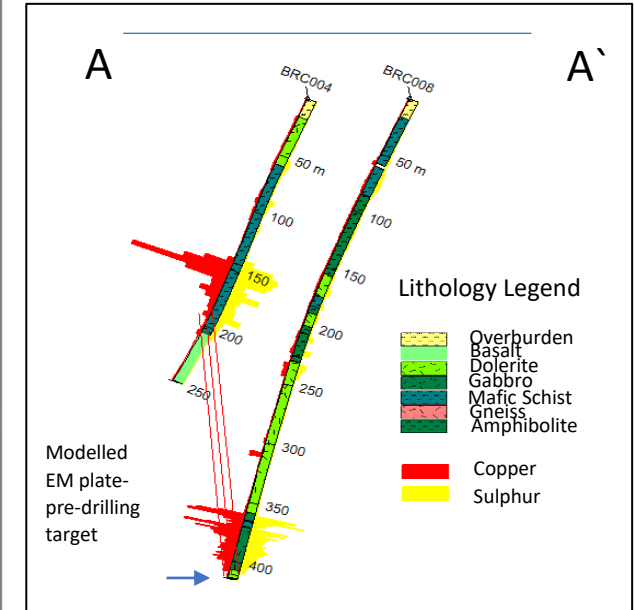 A
A`
BRC004
BRC008
50 m
100
150
200
250
50 m
100
150
200
250
300
350
400
Lithology Legend
Overburden
Basalt
Dolerite
Gabbro
Mafic Schist
Gneiss
Amphibolite
Copper
Sulphur
Modelled
EM plate-
pre-drilling
target